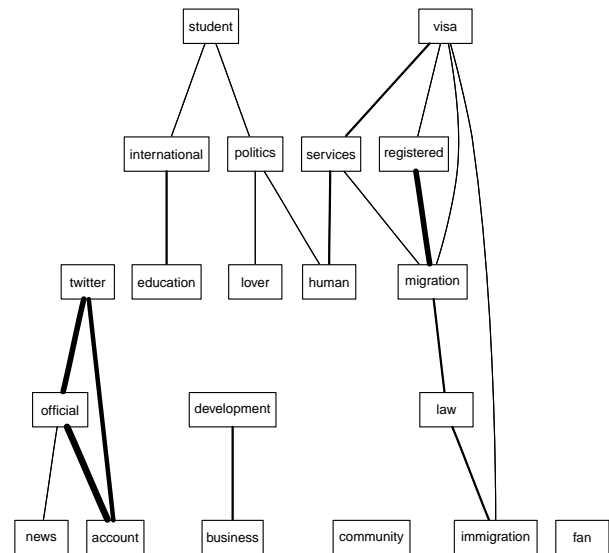 student
visa
international
politics
services
registered
twitter
education
lover
human
migration
official
development
law
news
account
business
community
immigration
fan